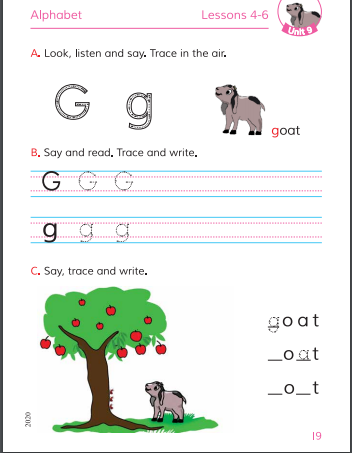 Alphabet Lessons 4-6
Unit 9
A. Look, listen and say. Trace in the air.
G g
goat
B. Say and read. Trace and write.
G G G
g g g
C. Say, trace and write.
goat
_oat
_o_t
2020
19